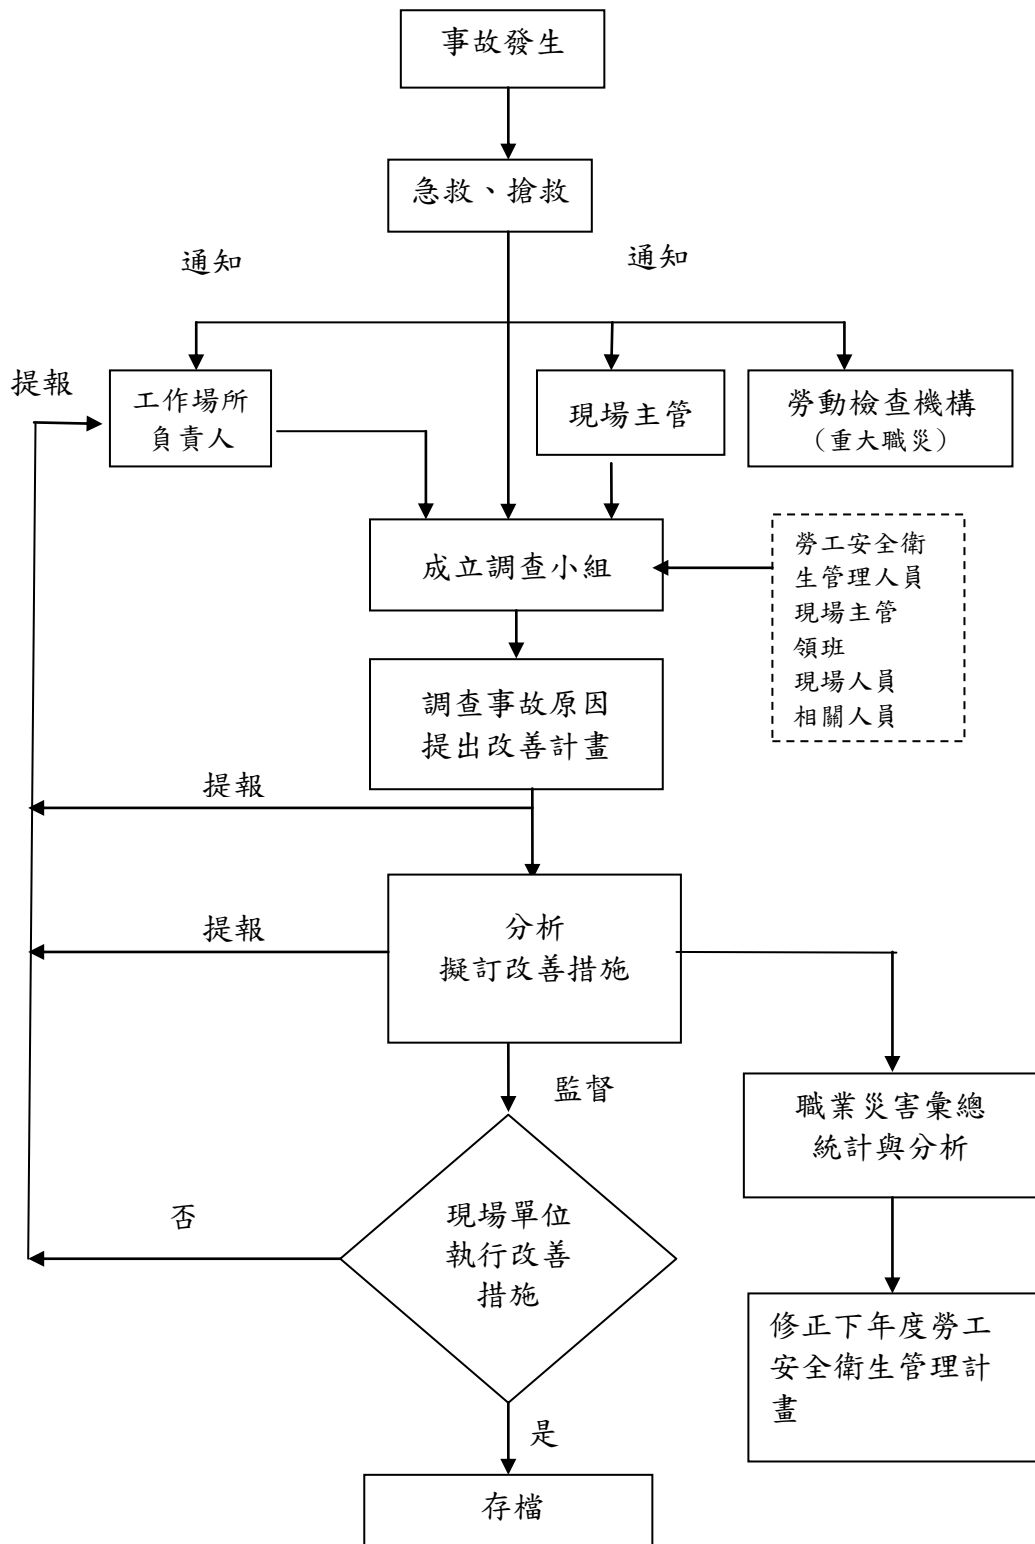 事故發生
急救、搶救
通知
通知
提報
工作場所
負責人
現場主管
勞動檢查機構
（重大職災）
成立調查小組
勞工安全衛
生管理人員
現場主管
領班
現場人員
相關人員
調查事故原因
提出改善計畫
提報
提報
分析
擬訂改善措施
監督
職業災害彙總
統計與分析
否
現場單位
執行改善
措施
修正下年度勞工
安全衛生管理計
畫
是
存檔